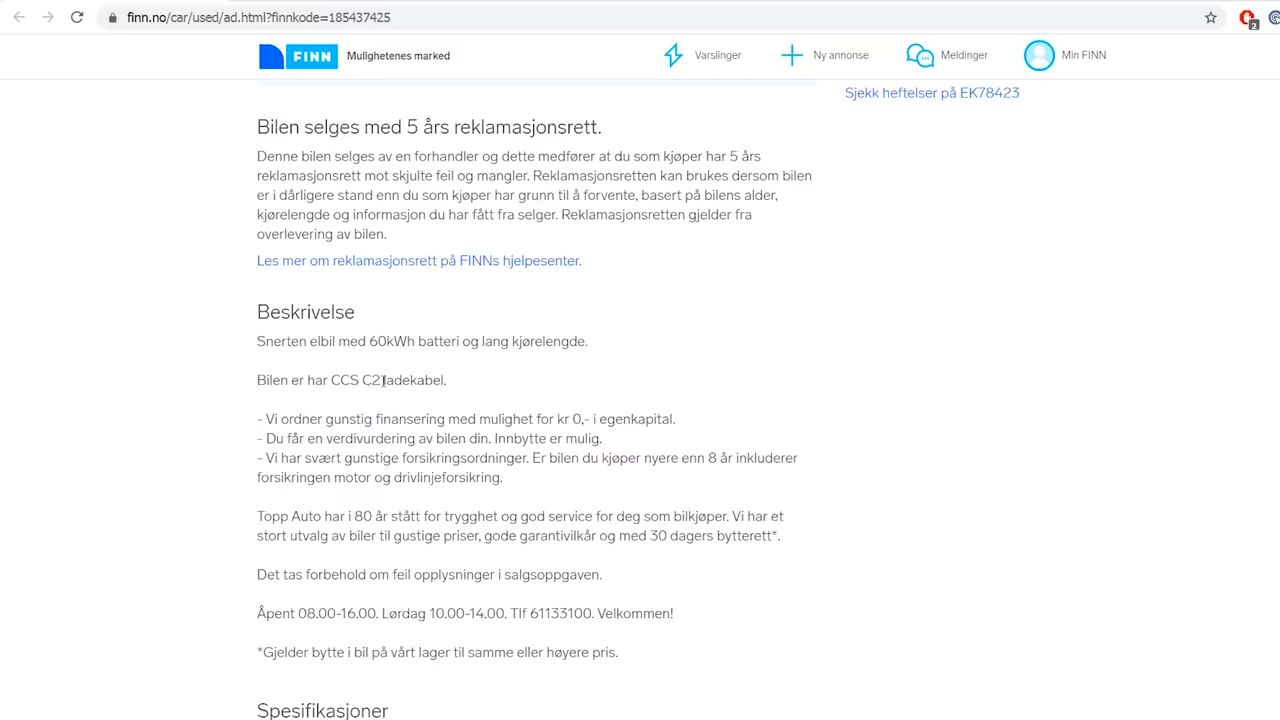 finn.no/car/used/ad.html?finnkode=185437425
2
FINN Mulighetenes marked Varslinger Ny annonse Meldinger Min FINN
Sjekk heftelser på EK78423
Bilen selges med 5 års reklamasjonsrett.
Denne bilen selges av en forhandler og dette medfører at du som kjøper har 5 års
reklamasjonsrett mot skjulte feil og mangler. Reklamasjonsretten kan brukes dersom bilen
er i dårligere stand enn du som kjøper har grunn til å forvente, basert på bilens alder,
kjørelengde og informasjon du har fått fra selger. Reklamasjonsretten gjelder fra
overlevering av bilen.
Les mer om reklamasjonsrett på FINNs hjelpesenter.
Beskrivelse
Snerten elbil med 60kWh batteri og lang kjørelengde.
Bilen er har CCS C2 ladekabel.
- Vi ordner gunstig finansering med mulighet for kr 0,- i egenkapital.
- Du får en verdivurdering av bilen din. Innbytte er mulig.
- Vi har svært gunstige forsikringsordninger. Er bilen du kjøper nyere enn 8 år inkluderer
forsikringen motor og drivlinjeforsikring.
Topp Auto har i 80 år stått for trygghet og god service for deg som bilkjøper. Vi har et
stort utvalg av biler til gustige priser, gode garantivilkår og med 30 dagers bytterett*.
Det tas forbehold om feil opplysninger i salgsoppgaven.
Åpent 08.00-16.00. Lørdag 10.00-14.00. Tlf 61133100. Velkommen!
*Gjelder bytte i bil på vårt lager til samme eller høyere pris.
Spesifikasjoner